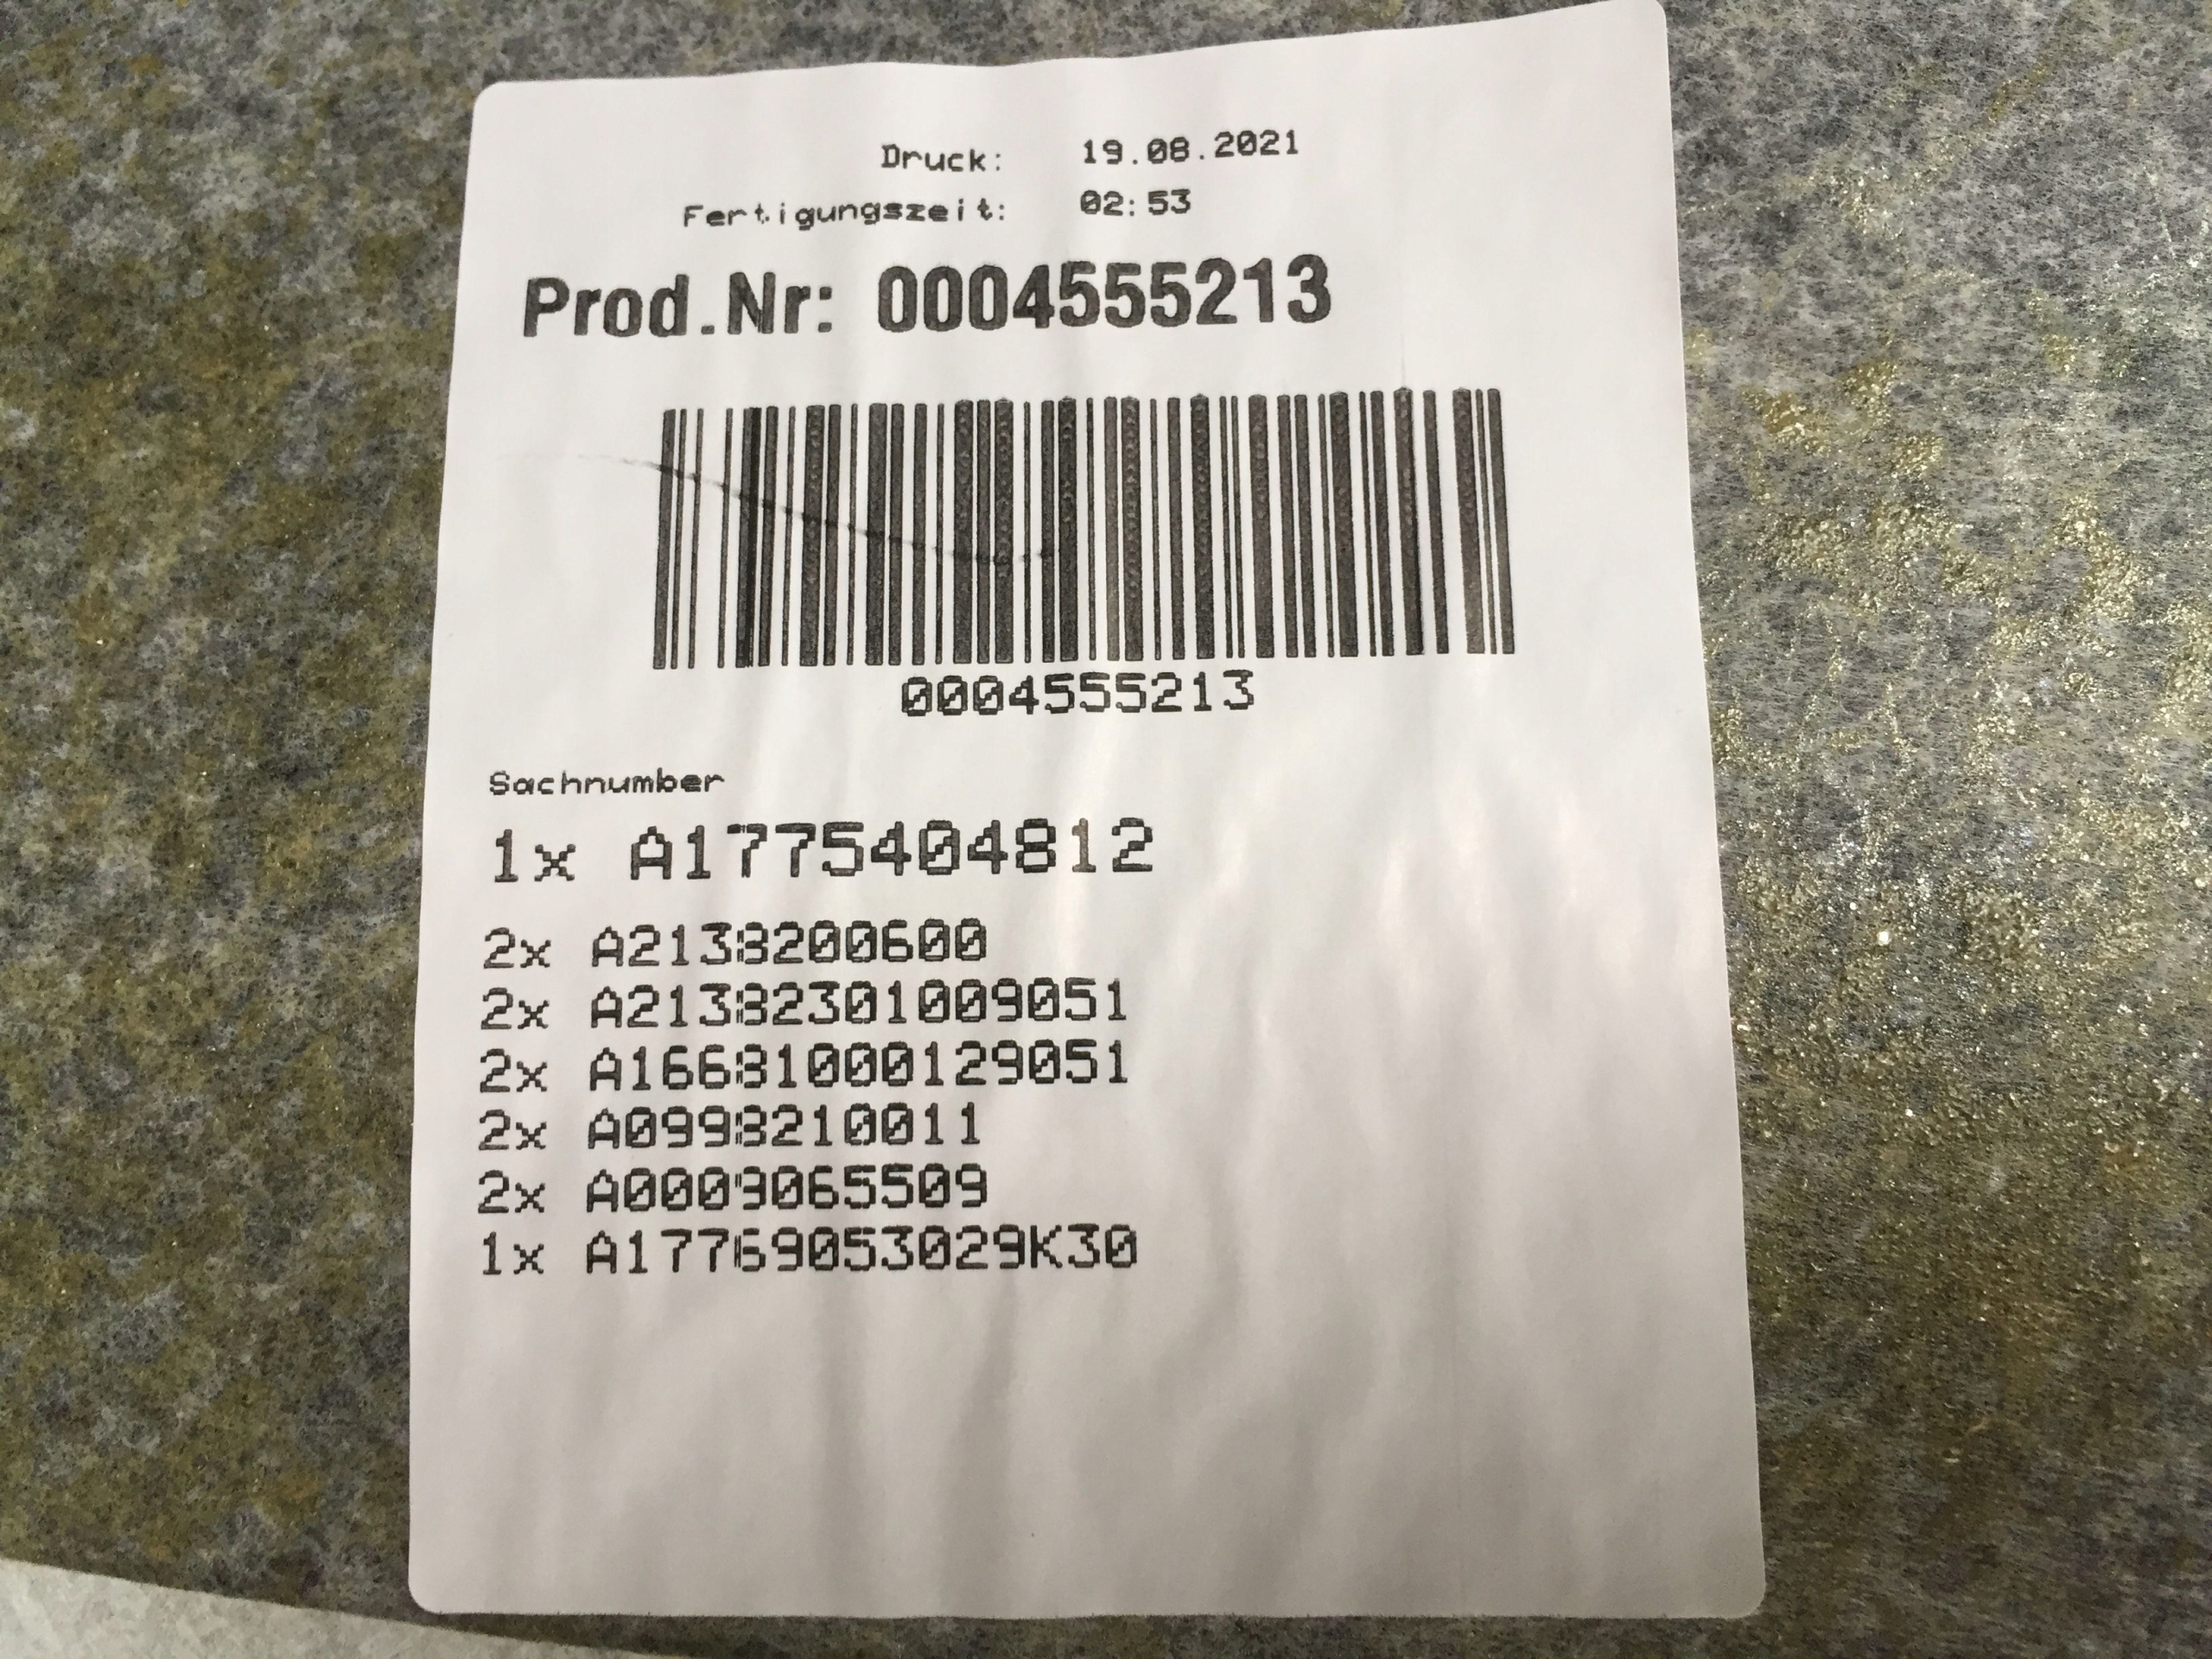 Druck: 19.08.2021
Fertigungszeit: 02:53
Prod.Nr: 0004555213
0004555213
Sachnumber
1x A1775404812
2x A2138200600
2x A21382301009051
2x A16681000129051
2x A0998210011
2x A0009065509
1x A17769053029K30